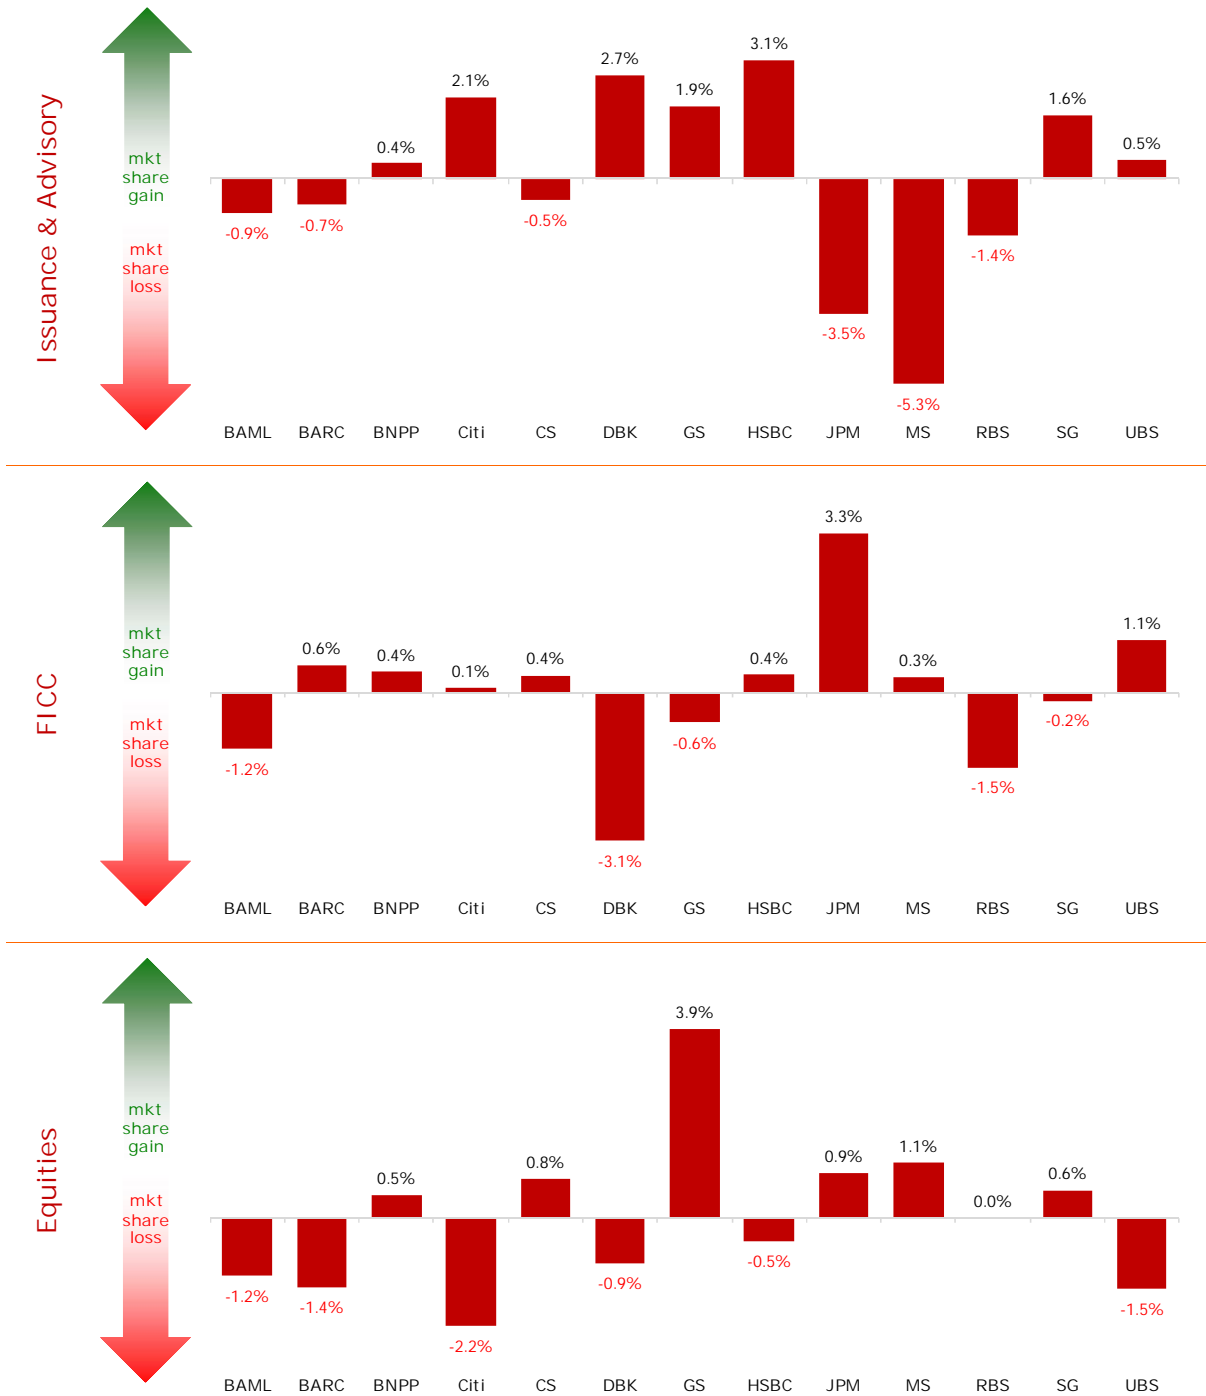 Issuance & Advisory
mkt
share
gain
mkt
share
loss
-0.9%
-0.7%
0.4%
2.1%
-0.5%
2.7%
1.9%
3.1%
-3.5%
-5.3%
-1.4%
1.6%
0.5%
BAML BARC BNPP Citi CS DBK GS HSBC JPM MS RBS SG UBS
FICC
mkt
share
gain
mkt
share
loss
-1.2%
0.6%
0.4%
0.1%
0.4%
-3.1%
-0.6%
0.4%
3.3%
0.3%
-1.5%
-0.2%
1.1%
BAML BARC BNPP Citi CS DBK GS HSBC JPM MS RBS SG UBS
Equities
mkt
share
gain
mkt
share
loss
-1.2%
-1.4%
0.5%
-2.2%
0.8%
-0.9%
3.9%
-0.5%
0.9%
1.1%
0.0%
0.6%
-1.5%
BAML BARC BNPP Citi CS DBK GS HSBC JPM MS RBS SG UBS